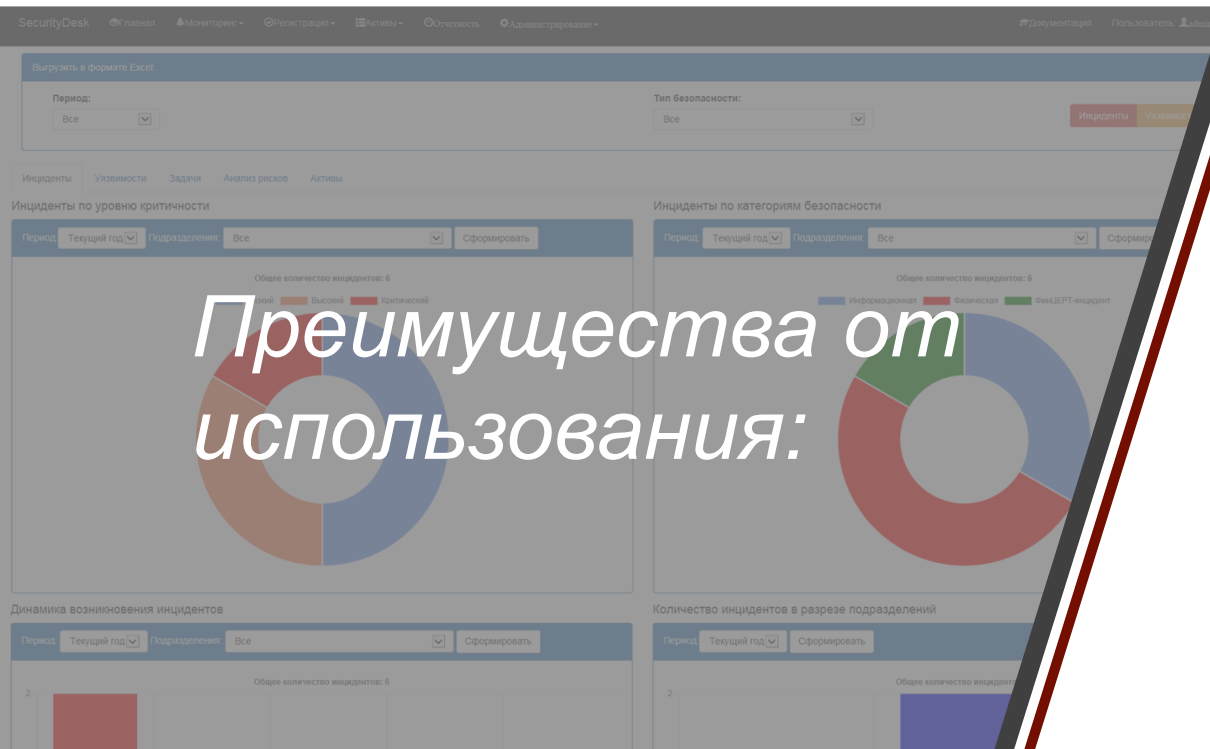 SecurityDesk Главная Мониторинг Регистрация Активы Отчетность Администрирование Документация Пользователь:
Выгрузить в формате Excel:
Период: Тип безопасности:
Все Все
Инциденты
Инциденты Уязвимости Задачи Анализ рисков Активы
Инциденты по уровню критичности Инциденты по категориям безопасности
Период: Текущий год Подразделения: Все Сформировать Период: Текущий год Подразделения: Все
Общее количество инцидентов: 6 Общее количество инцидентов: 6
Высокий Критический Информационная Физическая ФинЦЕРТ-инцидент
Преимущества от
использования:
Динамика возникновения инцидентов Количество инцидентов в разрезе подразделений
Период: Текущий год Подразделения: Все Сформировать Период: Текущий год Сформировать
Общее количество инцидентов: 6 Общее количество
2 2